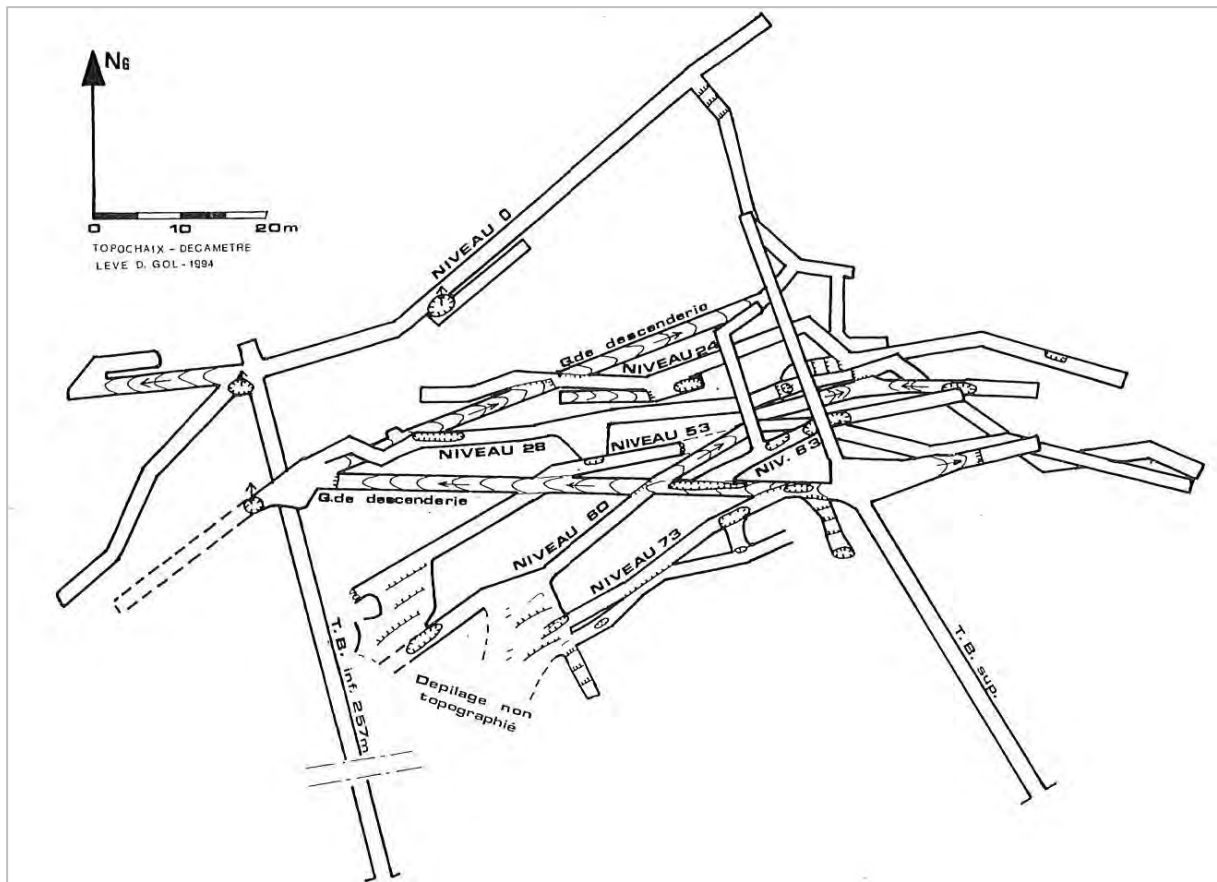 NG
0 10 20m
TOPOCHAIX - DECAMETRE
LEVE D. GOL - 1994
NIVEAU 0
G.de descenderie
NIVEAU 24
NIVEAU 28
NIVEAU 53
NIV. 63
G.de descenderie
NIVEAU 60
NIVEAU 73
T. B. inf. 257m
T. B. sup.
Depilage non
topographié